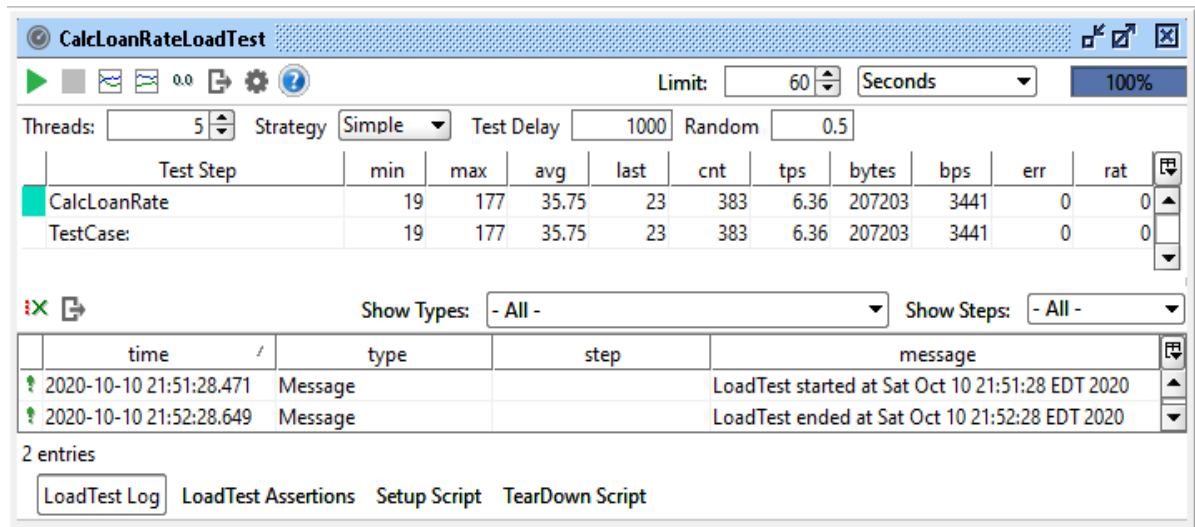 CalcLoanRateLoadTest
0.0 ? Limit: 60 Seconds 100%
Threads: 5 Strategy Simple Test Delay 1000 Random 0.5
Test Step min max avg last cnt tps bytes bps err rat
CalcLoanRate 19 177 35.75 23 383 6.36 207203 3441 0 0
TestCase: 19 177 35.75 23 383 6.36 207203 3441 0 0
Show Types: - All - Show Steps: - All -
time type step message
2020-10-10 21:51:28.471 Message LoadTest started at Sat Oct 10 21:51:28 EDT 2020
2020-10-10 21:52:28.649 Message LoadTest ended at Sat Oct 10 21:52:28 EDT 2020
2 entries
LoadTest Log LoadTest Assertions Setup Script TearDown Script